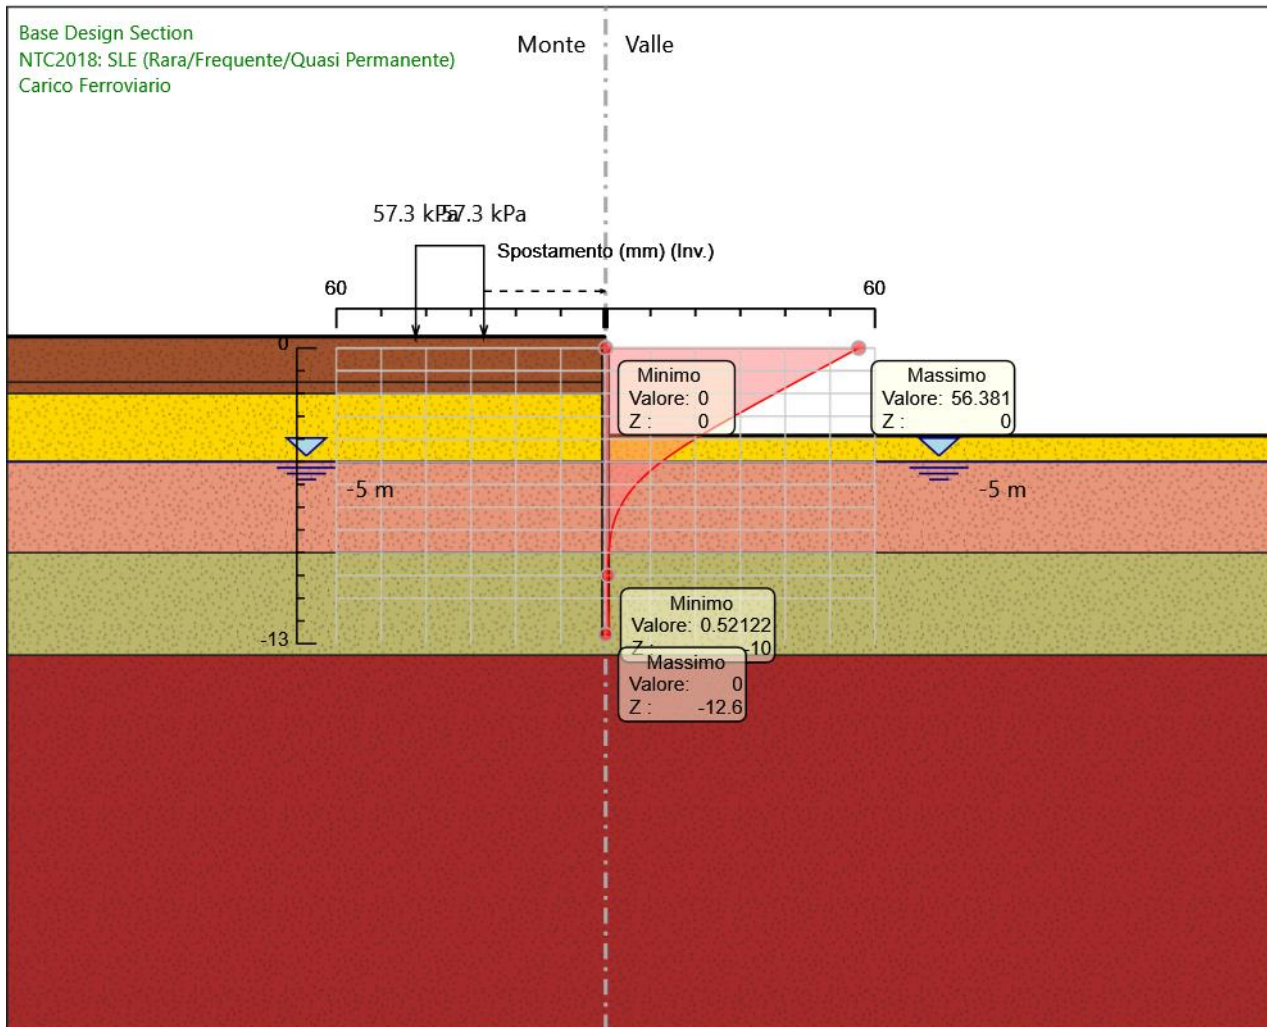 Base Design Section
NTC2018: SLE (Rara/Frequente/Quasi Permanente)
Carico Ferroviario
Monte
Valle
57.3 kPa
57.3 kPa
Spostamento (mm) (Inv.)
60
60
0
Minimo
Valore: 0
Z : 0
Massimo
Valore: 56.381
Z : 0
-5 m
-5 m
Minimo
Valore: 0.52122
Z : -10
-13
Massimo
Valore: 0
Z : -12.6